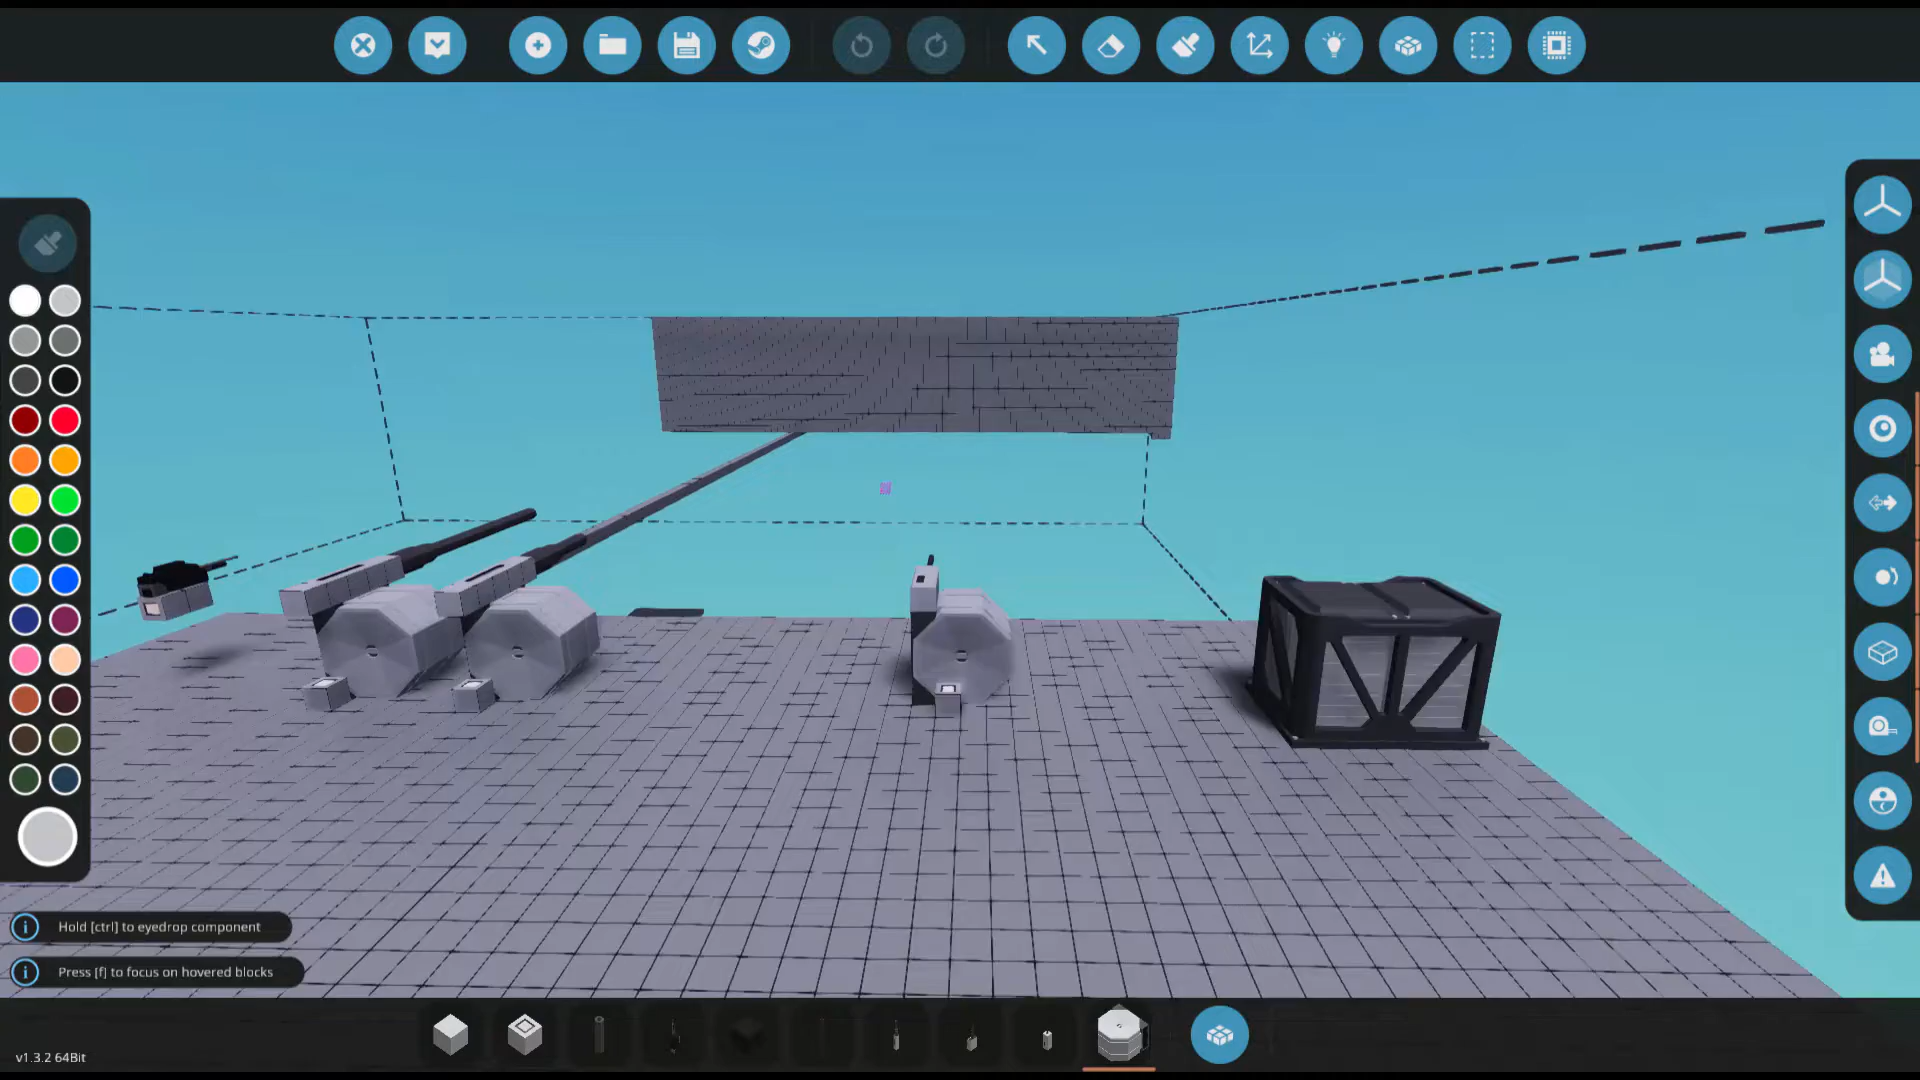 Hold [ctrl] to eyedrop component
Press [f] to focus on hovered blocks
v1.3.2 64Bit